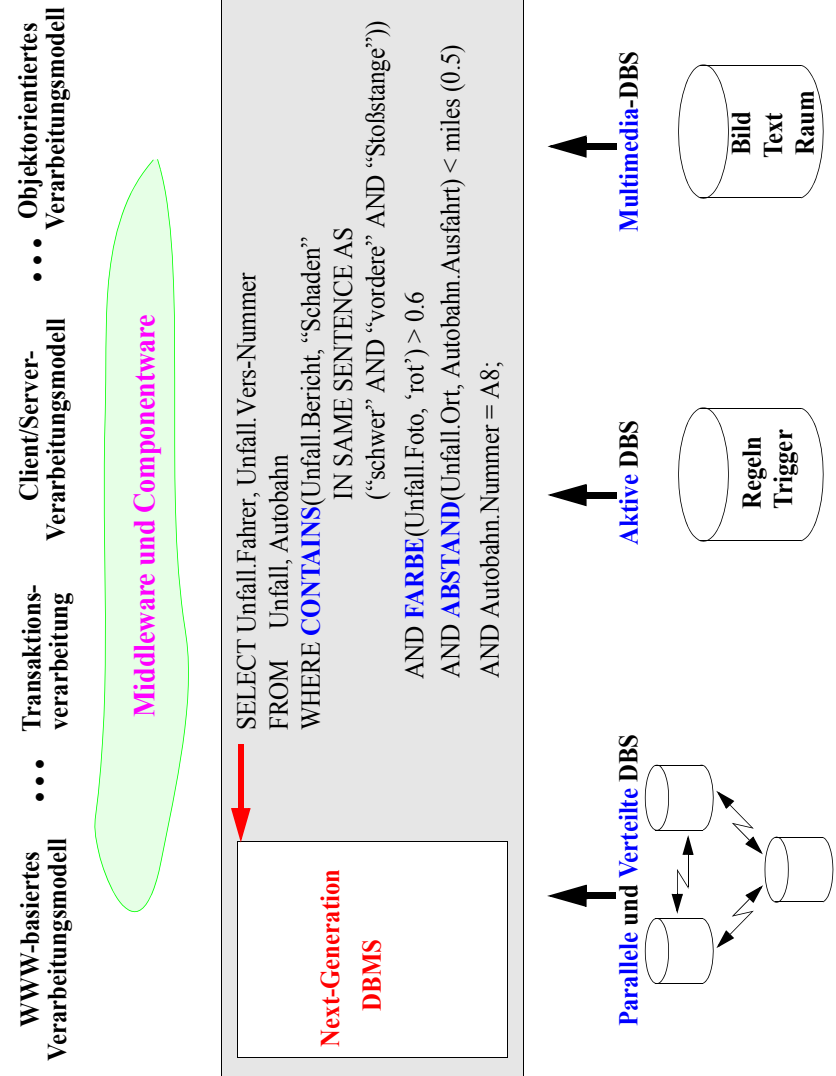 WWW-basiertes
Verarbeitungsmodell
•••
Transaktions-
verarbeitung
Client/Server-
Verarbeitungsmodell
•••
Objektorientiertes
Verarbeitungsmodell
Middleware und Componentware
Next-Generation
DBMS
SELECT Unfall.Fahrer, Unfall.Vers-Nummer
FROM Unfall, Autobahn
WHERE CONTAINS(Unfall.Bericht, “Schaden”
IN SAME SENTENCE AS
(“schwer” AND “vordere” AND “Stoßstange”))
AND FARBE(Unfall.Foto, ‘rot’) > 0.6
AND ABSTAND(Unfall.Ort, Autobahn.Ausfahrt) < miles (0.5)
AND Autobahn.Nummer = A8;
Parallele und Verteilte DBS
Aktive DBS
Regeln
Trigger
Multimedia-DBS
Bild
Text
Raum